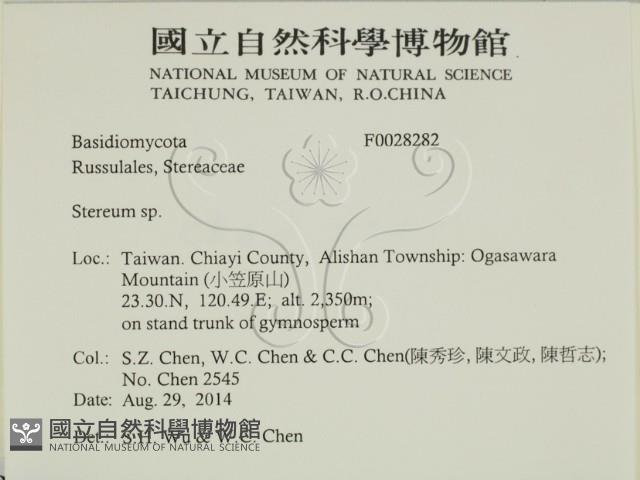 國立自然科學博物館
NATIONAL MUSEUM OF NATURAL SCIENCE
TAICHUNG, TAIWAN, R.O.CHINA
Basidiomycota F0028282
Russulales, Stereaceae
Stereum sp.
Loc.: Taiwan. Chiayi County, Alishan Township: Ogasawara
Mountain (小笠原山)
23.30.N, 120.49.E; alt. 2,350m;
on stand trunk of gymnosperm
Col.: S.Z. Chen, W.C. Chen & C.C. Chen(陳秀珍, 陳文政, 陳哲志);
No. Chen 2545
Date: Aug. 29, 2014
Det.: S.H. Wu & W.C. Chen
國立自然科學博物館
NATIONAL MUSEUM OF NATURAL SCIENCE